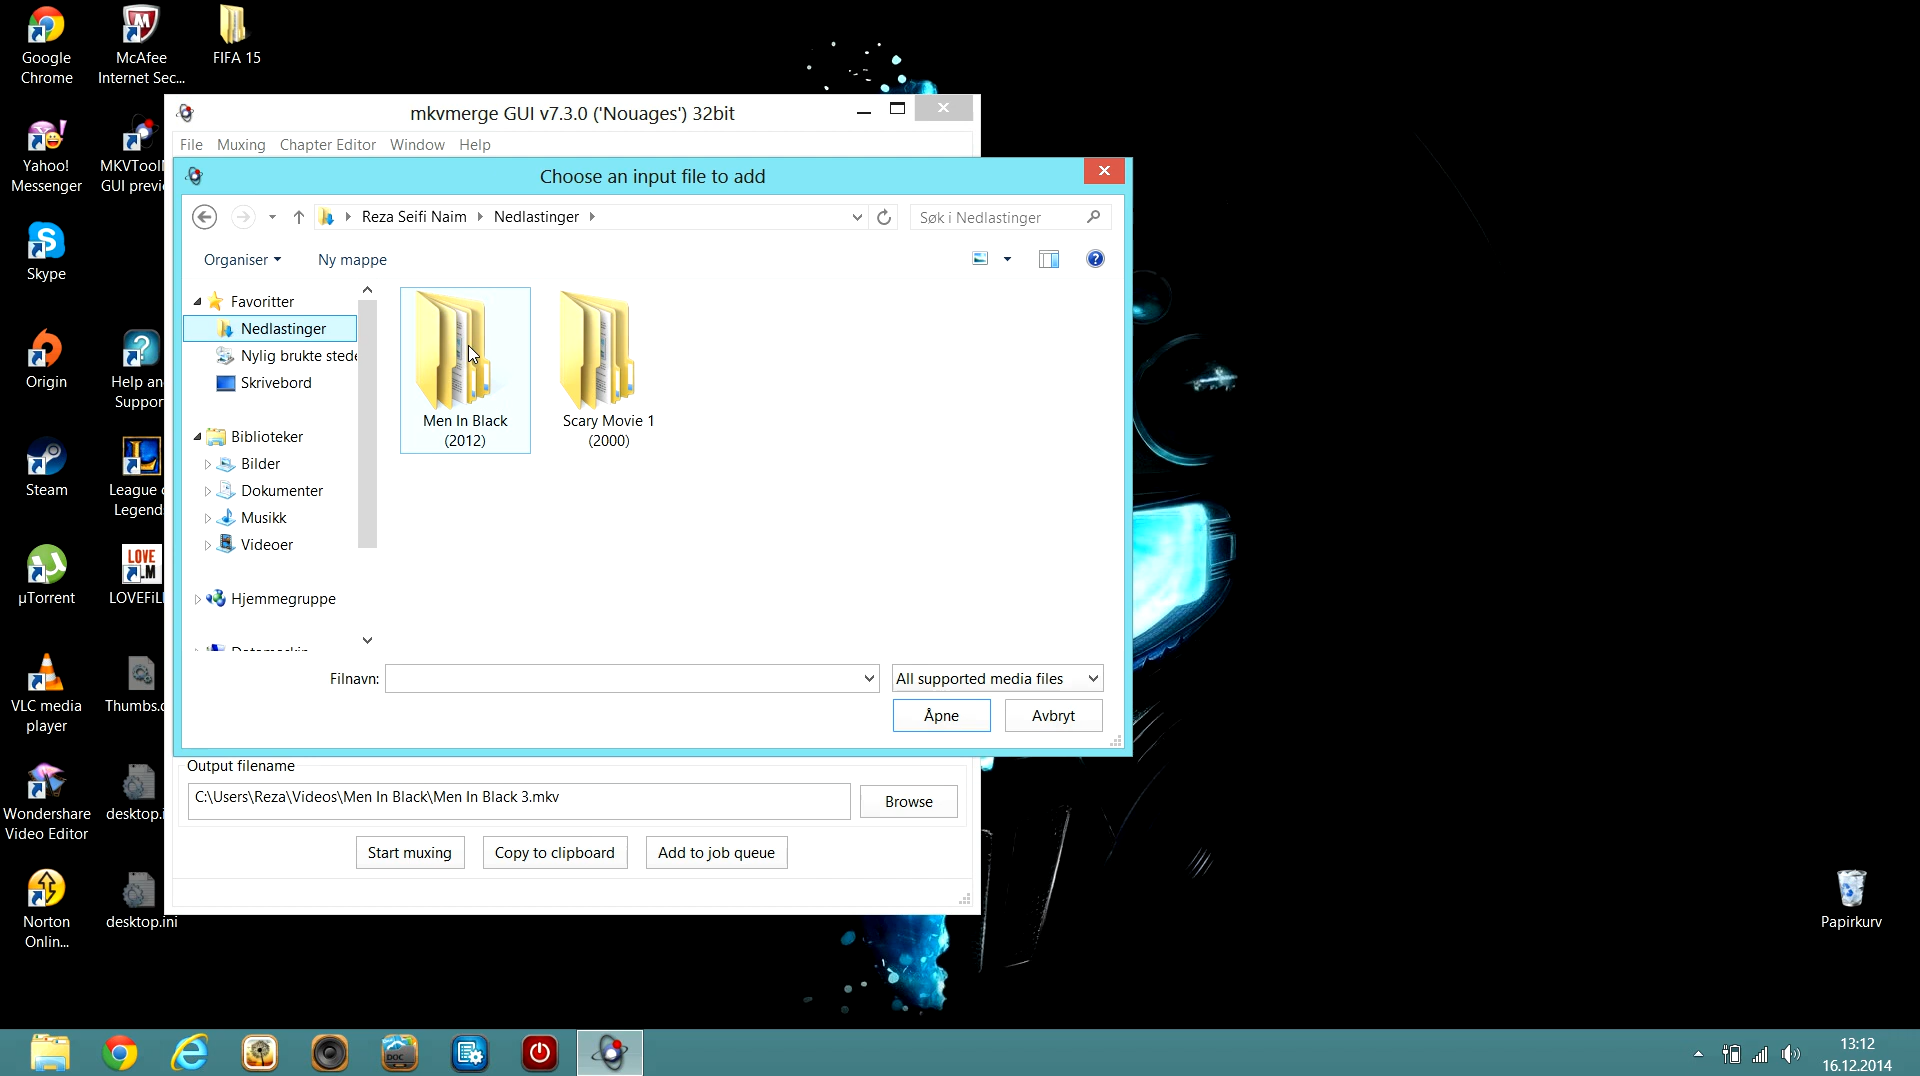 Google
Chrome
McAfee
Internet Sec...
FIFA 15
Yahoo!
Messenger
GUI
Skype
Origin
Help
Steam
League
µTorrent
VLC media
player
Wondershare
Video Editor
desktop.ini
Norton
Onlin...
mkvmerge GUI v7.3.0 ('Nouages') 32bit
File Muxing Chapter Editor Window Help
Choose an input file to add
Reza Seifi Naim Nedlastinger
Søk i Nedlastinger
Organiser Ny mappe
Favoritter
Nedlastinger
Nylig brukte
Skrivebord
Biblioteker
Bilder
Dokumenter
Musikk
Videoer
Hjemmegruppe
Men In Black
(2012)
Scary Movie 1
(2000)
Filnavn:
All supported media files
Åpne Avbryt
Output filename
C:\Users\Reza\Videos\Men In Black\Men In Black 3.mkv
Browse
Start muxing Copy to clipboard Add to job queue
Papirkurv
DOC
13:12
16.12.2014